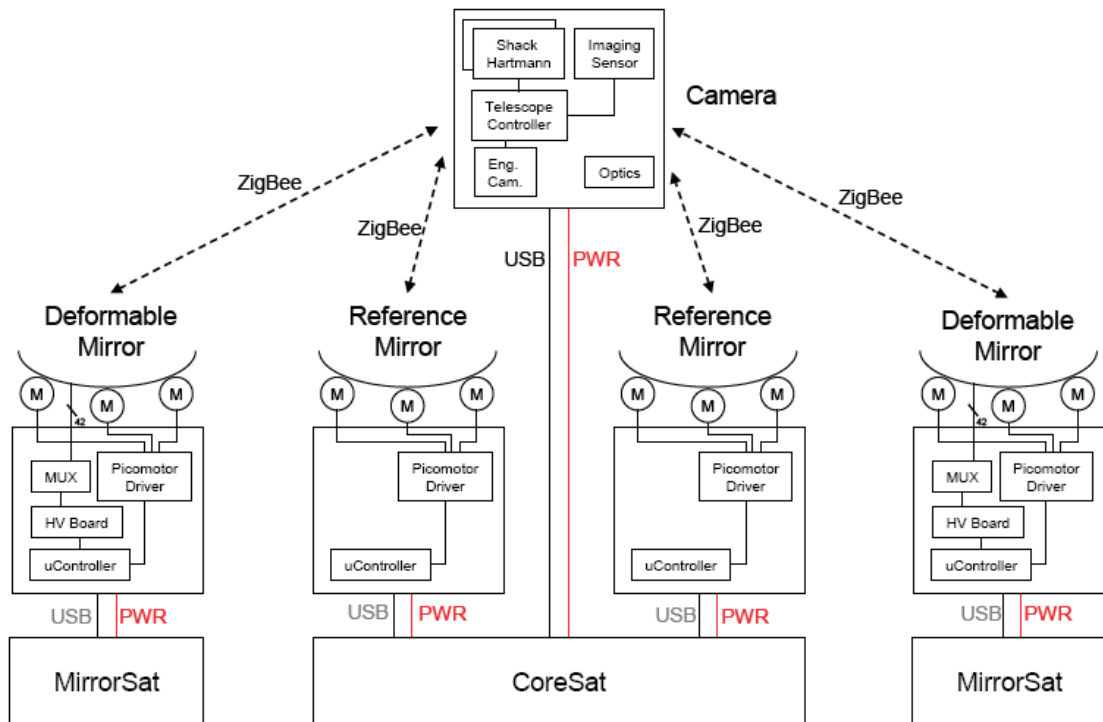 Shack
Hartmann
Imaging
Sensor
Telescope
Controller
Eng.
Cam.
Optics
Camera
ZigBee
ZigBee
ZigBee
ZigBee
USB
PWR
Deformable
Mirror
Reference
Mirror
Reference
Mirror
Deformable
Mirror
M
M
M
42
M
M
M
M
M
M
M
M
M
42
MUX
Picomotor
Driver
HV Board
uController
Picomotor
Driver
uController
Picomotor
Driver
uController
MUX
Picomotor
Driver
HV Board
uController
USB
PWR
USB
PWR
USB
PWR
USB
PWR
MirrorSat
CoreSat
MirrorSat